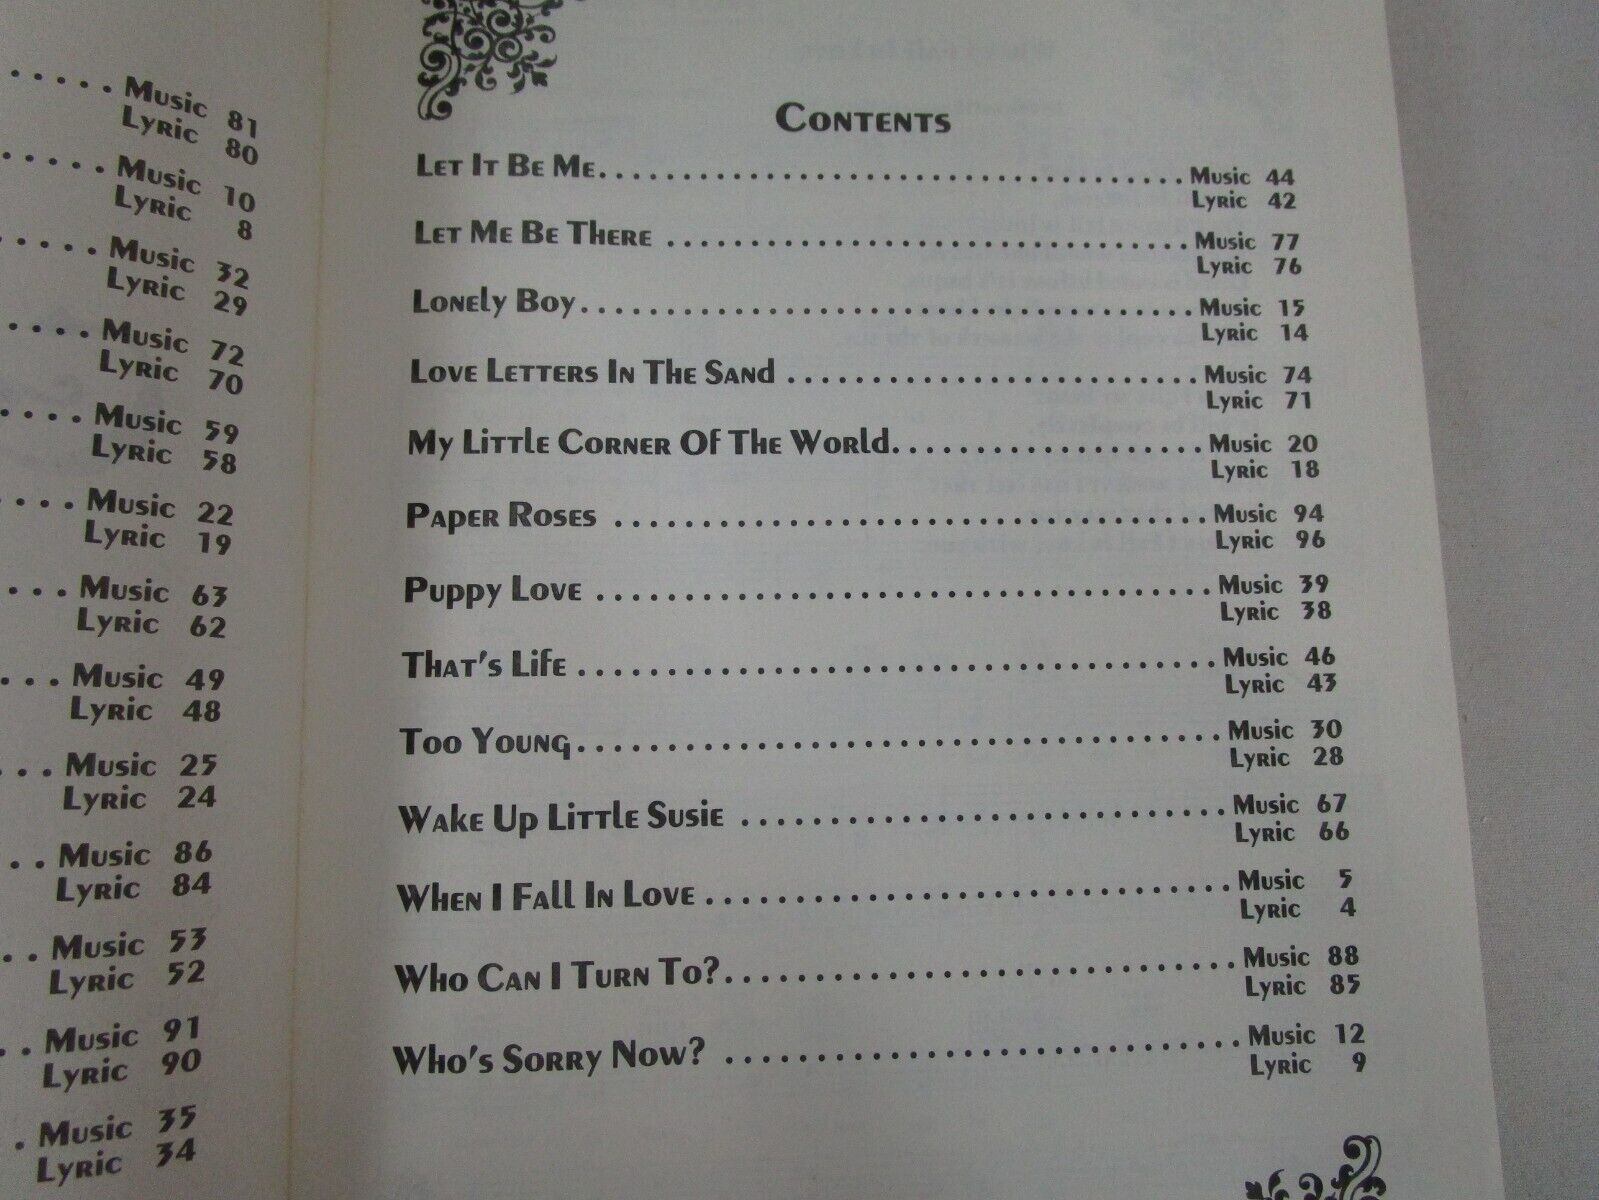 Music 81
Lyric 80
Music 10
Lyric 8
Music 32
Lyric 29
Music 72
Lyric 70
Music 59
Lyric 58
Music 22
Lyric 19
Music 63
Lyric 62
Music 49
Lyric 48
Music 25
Lyric 24
Music 86
Lyric 84
Music 53
Lyric 52
Music 91
Lyric 90
Music 35
Lyric 34
Contents
Let It Be Me. . . . . . . . . . . . . . . . . . . . . . . . . . . . . . . . . . . . . . Music 44
Lyric 42
Let Me Be There . . . . . . . . . . . . . . . . . . . . . . . . . . . . . . . . . Music 77
Lyric 76
Lonely Boy. . . . . . . . . . . . . . . . . . . . . . . . . . . . . . . . . . . . . . Music 15
Lyric 14
Love Letters In The Sand . . . . . . . . . . . . . . . . . . . . . . . . . . Music 74
Lyric 71
My Little Corner Of The World. . . . . . . . . . . . . . . . . . . . Music 20
Lyric 18
Paper Roses . . . . . . . . . . . . . . . . . . . . . . . . . . . . . . . . . . . . Music 94
Lyric 96
Puppy Love . . . . . . . . . . . . . . . . . . . . . . . . . . . . . . . . . . . . . Music 39
Lyric 38
That's Life . . . . . . . . . . . . . . . . . . . . . . . . . . . . . . . . . . . . . . Music 46
Lyric 43
Too Young. . . . . . . . . . . . . . . . . . . . . . . . . . . . . . . . . . . . . . Music 30
Lyric 28
Wake Up Little Susie . . . . . . . . . . . . . . . . . . . . . . . . . . . . Music 67
Lyric 66
When I Fall In Love . . . . . . . . . . . . . . . . . . . . . . . . . . . . . . Music 5
Lyric 4
Who Can I Turn To?. . . . . . . . . . . . . . . . . . . . . . . . . . . . . Music 88
Lyric 85
Who's Sorry Now? . . . . . . . . . . . . . . . . . . . . . . . . . . . . . Music 12
Lyric 9